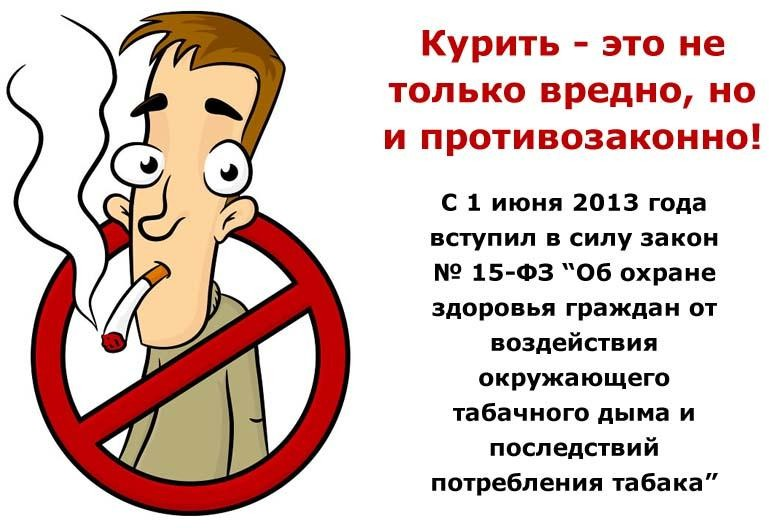 Курить - это не
только вредно, но
и противозаконно!
С 1 июня 2013 года
вступил в силу закон
№ 15-ФЗ “Об охране
здоровья граждан от
воздействия
окружающего
табачного дыма и
последствий
потребления табака”